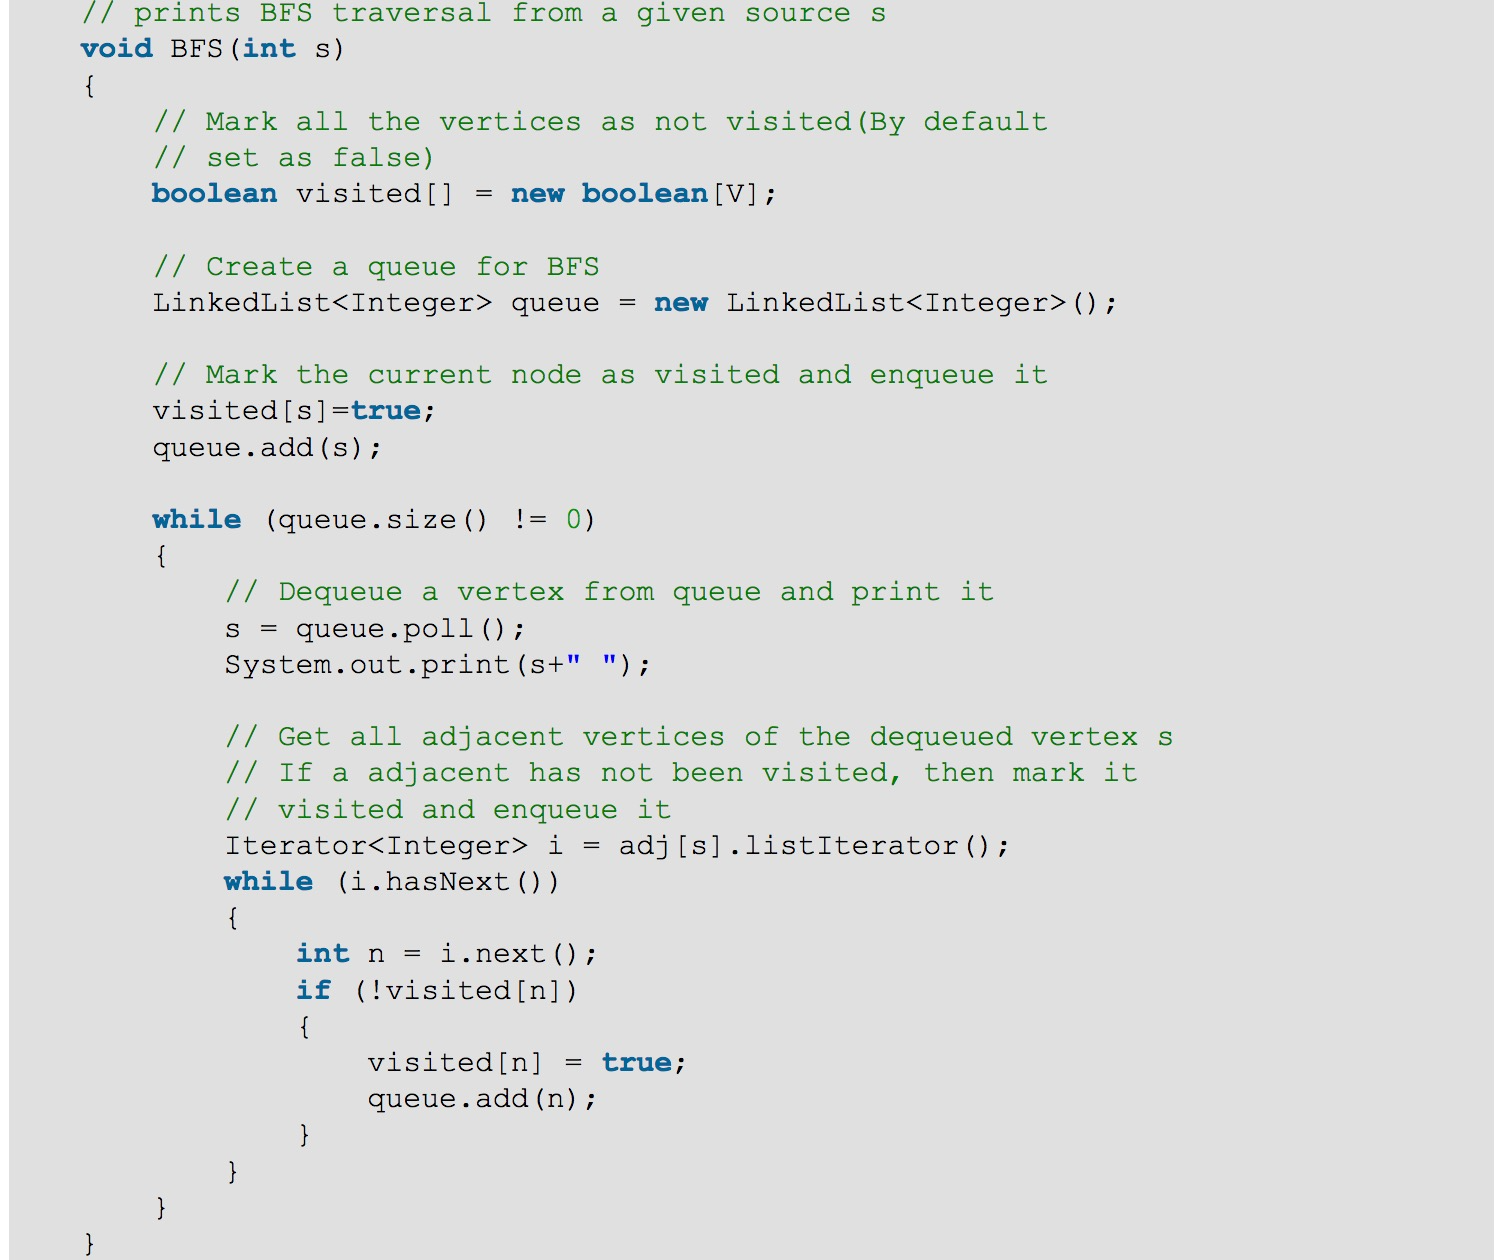 // prints BFS traversal from a given source s
void BFS(int s)
{
// Mark all the vertices as not visited(By default
// set as false)
boolean visited[] = new boolean[V];
// Create a queue for BFS
LinkedList<Integer> queue = new LinkedList<Integer>();
// Mark the current node as visited and enqueue it
visited[s]=true;
queue.add(s);
while (queue.size() != 0)
{
// Dequeue a vertex from queue and print it
s = queue.poll();
System.out.print(s+" ");
// Get all adjacent vertices of the dequeued vertex s
// If a adjacent has not been visited, then mark it
// visited and enqueue it
Iterator<Integer> i = adj[s].listIterator();
while (i.hasNext())
{
int n = i.next();
if (!visited[n])
{
visited[n] = true;
queue.add(n);
}
}
}
}